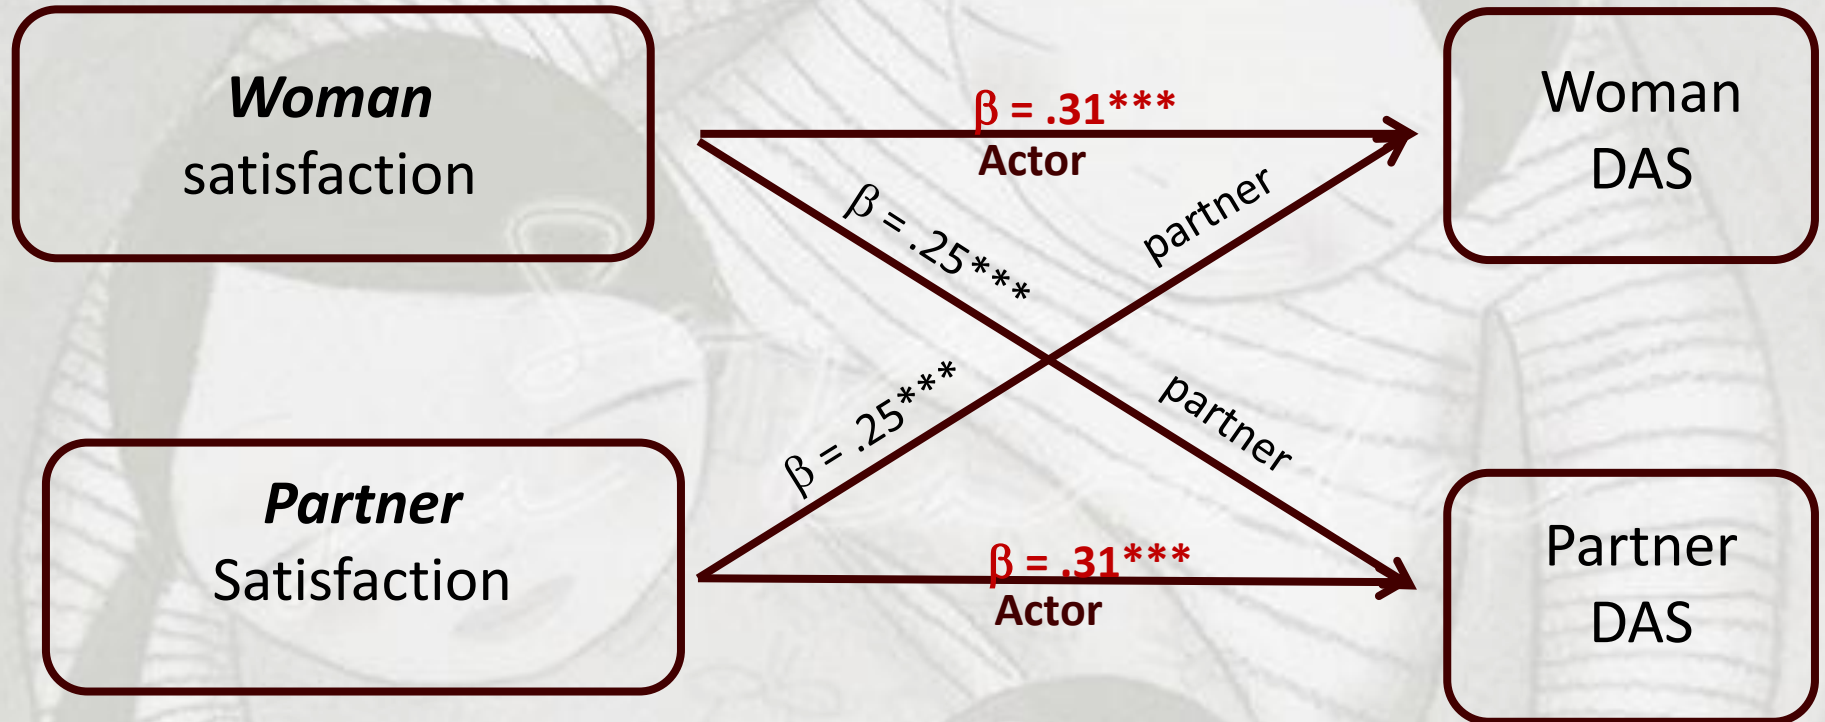 Woman
satisfaction
β = .31***
Actor
Woman
DAS
β = .25***
partner
β = .25***
partner
Partner
Satisfaction
β = .31***
Actor
Partner
DAS